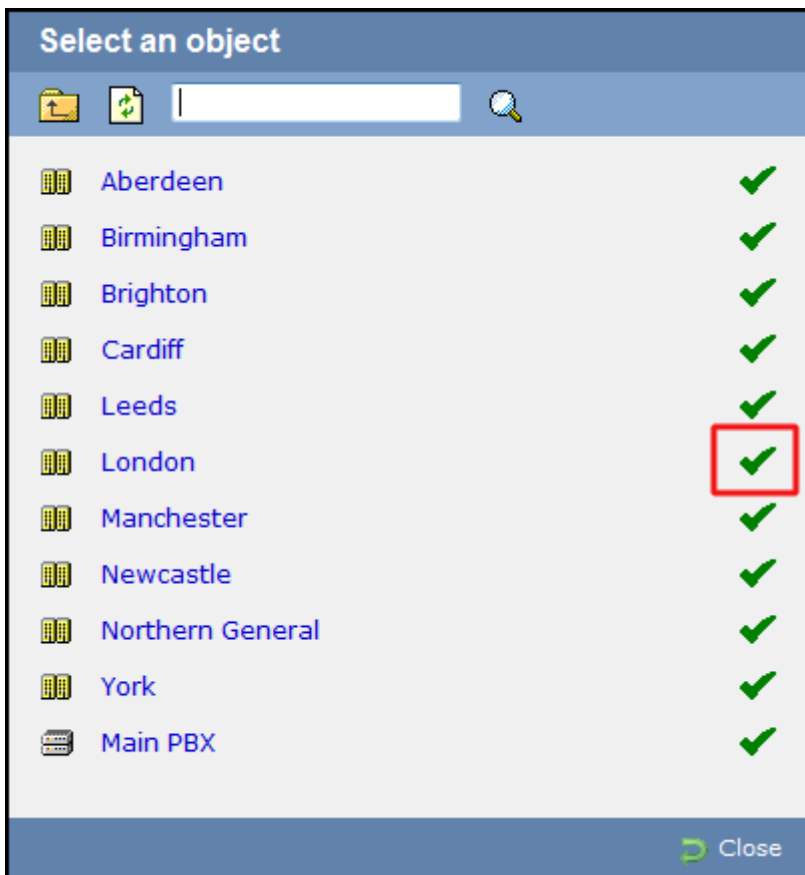 Select an object
Aberdeen
Birmingham
Brighton
Cardiff
Leeds
London
Manchester
Newcastle
Northern General
York
Main PBX
Close